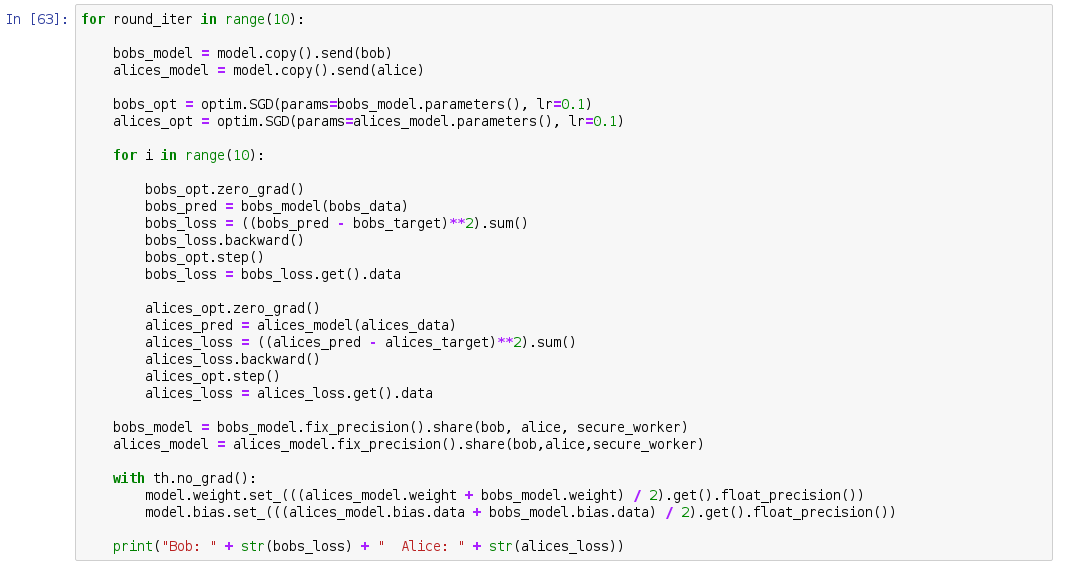 In [63]: for round_iter in range(10):

    bobs_model = model.copy().send(bob)
    alices_model = model.copy().send(alice)

    bobs_opt = optim.SGD(params=bobs_model.parameters(), lr=0.1)
    alices_opt = optim.SGD(params=alices_model.parameters(), lr=0.1)

    for i in range(10):

        bobs_opt.zero_grad()
        bobs_pred = bobs_model(bobs_data)
        bobs_loss = ((bobs_pred - bobs_target)**2).sum()
        bobs_loss.backward()
        bobs_opt.step()
        bobs_loss = bobs_loss.get().data

        alices_opt.zero_grad()
        alices_pred = alices_model(alices_data)
        alices_loss = ((alices_pred - alices_target)**2).sum()
        alices_loss.backward()
        alices_opt.step()
        alices_loss = alices_loss.get().data

    bobs_model = bobs_model.fix_precision().share(bob, alice, secure_worker)
    alices_model = alices_model.fix_precision().share(bob,alice,secure_worker)

    with th.no_grad():
        model.weight.set_(((alices_model.weight + bobs_model.weight) / 2).get().float_precision())
        model.bias.set_(((alices_model.bias.data + bobs_model.bias.data) / 2).get().float_precision())

    print("Bob: " + str(bobs_loss) + "  Alice: " + str(alices_loss))